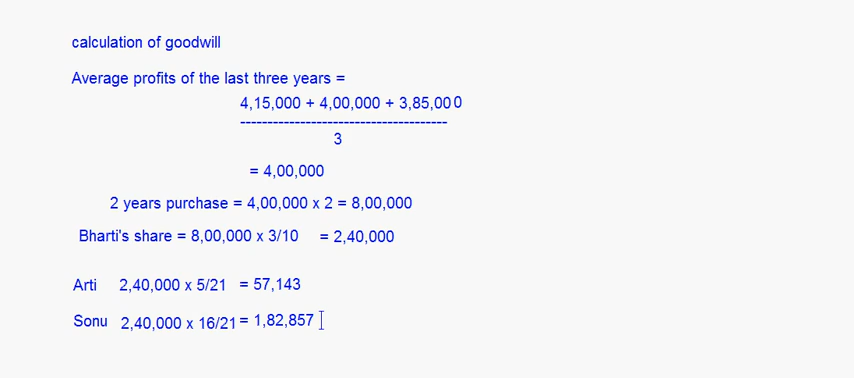 calculation of goodwill
Average profits of the last three years =
4,15,000 + 4,00,000 + 3,85,000
---------------------------------------
3
= 4,00,000
2 years purchase = 4,00,000 x 2 = 8,00,000
Bharti's share = 8,00,000 x 3/10 = 2,40,000
Arti 2,40,000 x 5/21 = 57,143
Sonu 2,40,000 x 16/21 = 1,82,857